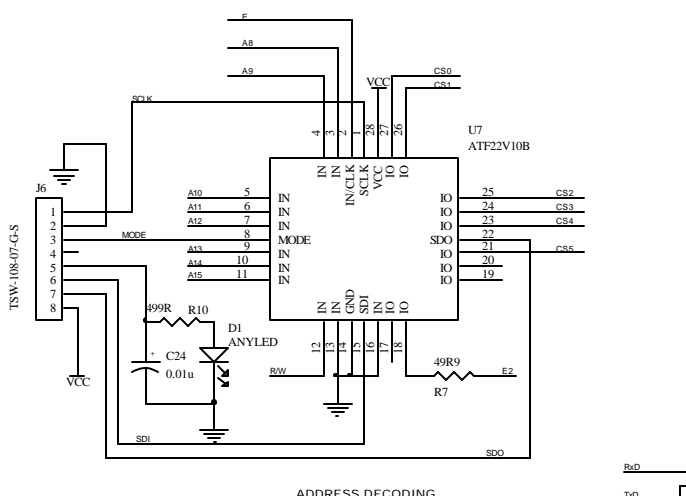 E
A8
A9
SCLK
VCC
CS0
CS1
4
3
2
1
28
27
26
U7
ATF22V10B
IN
IN
IN/CLK
SCLK
VCC
IO
IO
J6
TSW-108-07-G-S
1
2
3
4
5
6
7
8
MODE
VCC
A10 5 IN
A11 6 IN
A12 7 IN
8 MODE
A13 9 IN
A14 10 IN
A15 11 IN
IO 25 CS2
IO 24 CS3
IO 23 CS4
SDO 22
IO 21 CS5
IO 20
IO 19
IN
IN
GND
SDI
IN
IO
IO
12
13
14
15
16
17
18
499R R10
D1
ANYLED
+ C24
0.01u
R/W
49R9
R7
E2
SDI
SDO
ADDRESS DECODING
RxD
TxD